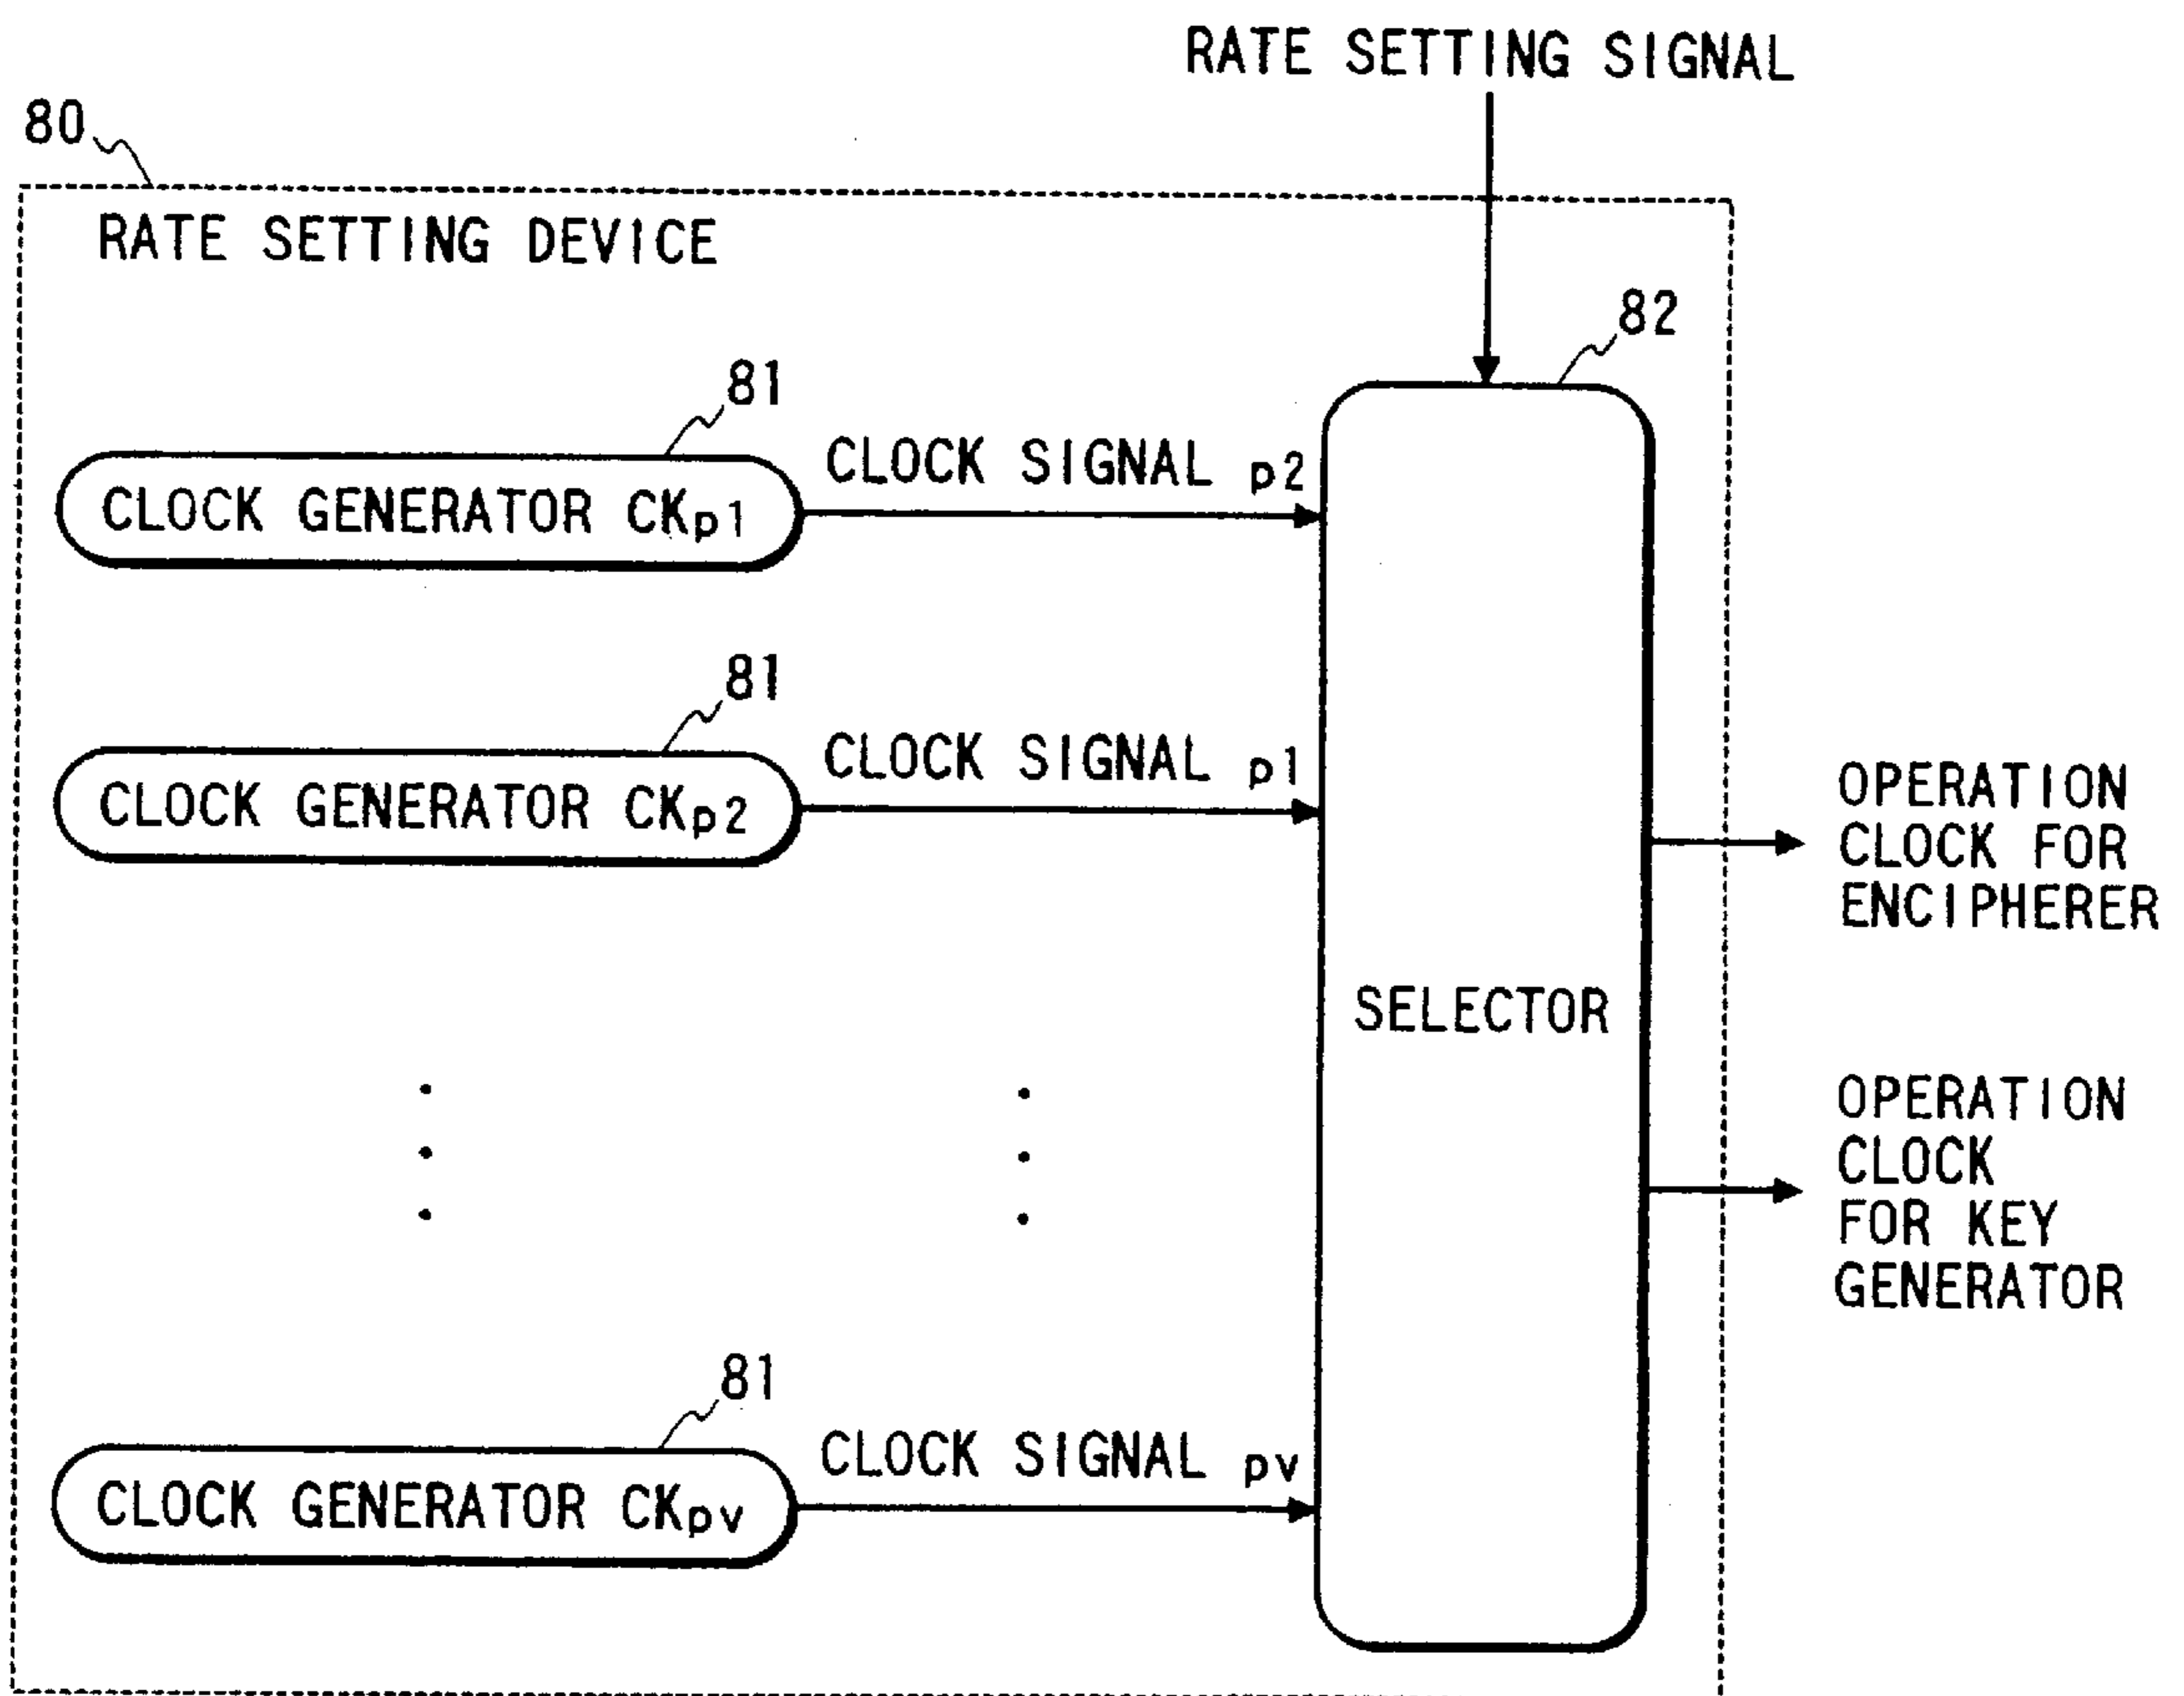 RATE SETTING SIGNAL
80
RATE SETTING DEVICE
82
81
CLOCK GENERATOR CKp1
CLOCK SIGNAL p2
81
CLOCK GENERATOR CKp2
CLOCK SIGNAL p1
SELECTOR
OPERATION
CLOCK FOR
ENCIPHERER
OPERATION
CLOCK
FOR KEY
GENERATOR
81
CLOCK GENERATOR CKpv
CLOCK SIGNAL pv